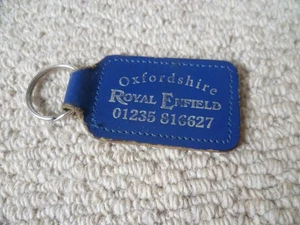 Oxfordshire
ROYAL ENFIELD
01235 816627